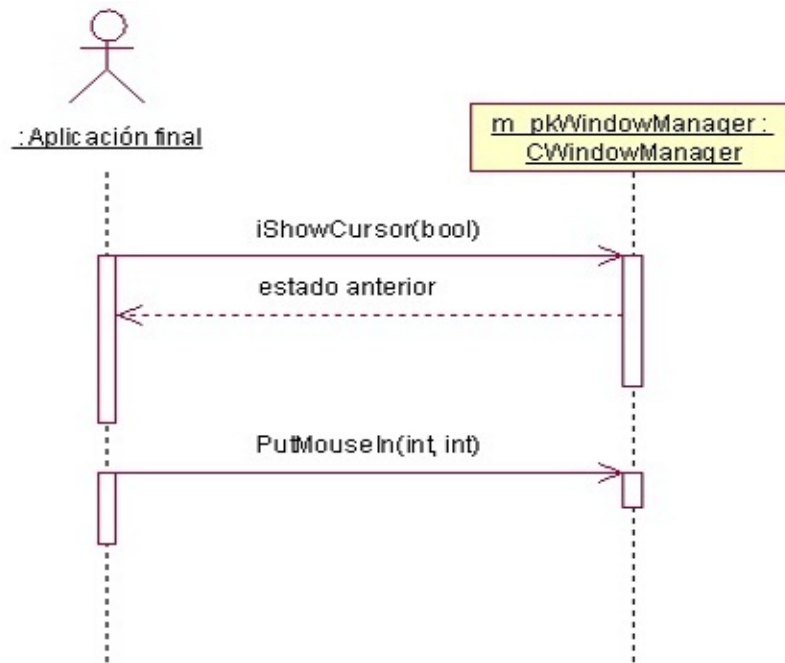 : Aplicación final
m_pkWindowManager :
CWindowManager
iShowCursor(bool)
estado anterior
PutMouseIn(int, int)